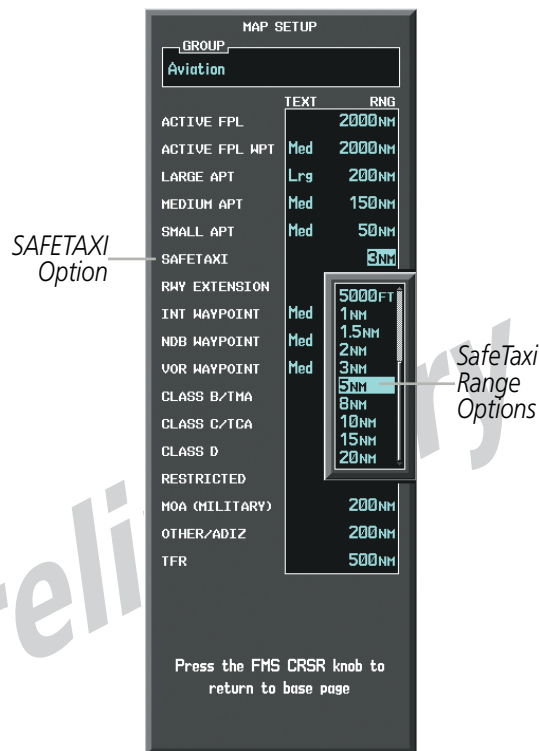 MAP SETUP
GROUP
Aviation
TEXT RNG
ACTIVE FPL 2000NM
ACTIVE FPL WPT Med 2000NM
LARGE APT Lrg 200NM
MEDIUM APT Med 150NM
SMALL APT Med 50NM
SAFETAXI 3NM
RWY EXTENSION
INT WAYPOINT Med
NDB WAYPOINT Med
VOR WAYPOINT Med
CLASS B/TMA
CLASS C/TCA
CLASS D
RESTRICTED
MOA (MILITARY) 200NM
OTHER/ADIZ 200NM
TFR 500NM
5000FT
1NM
1.5NM
2NM
3NM
5NM
8NM
10NM
15NM
20NM
Press the FMS CRSR knob to
return to base page
SAFETAXI
Option
SafeTaxi
Range
Options